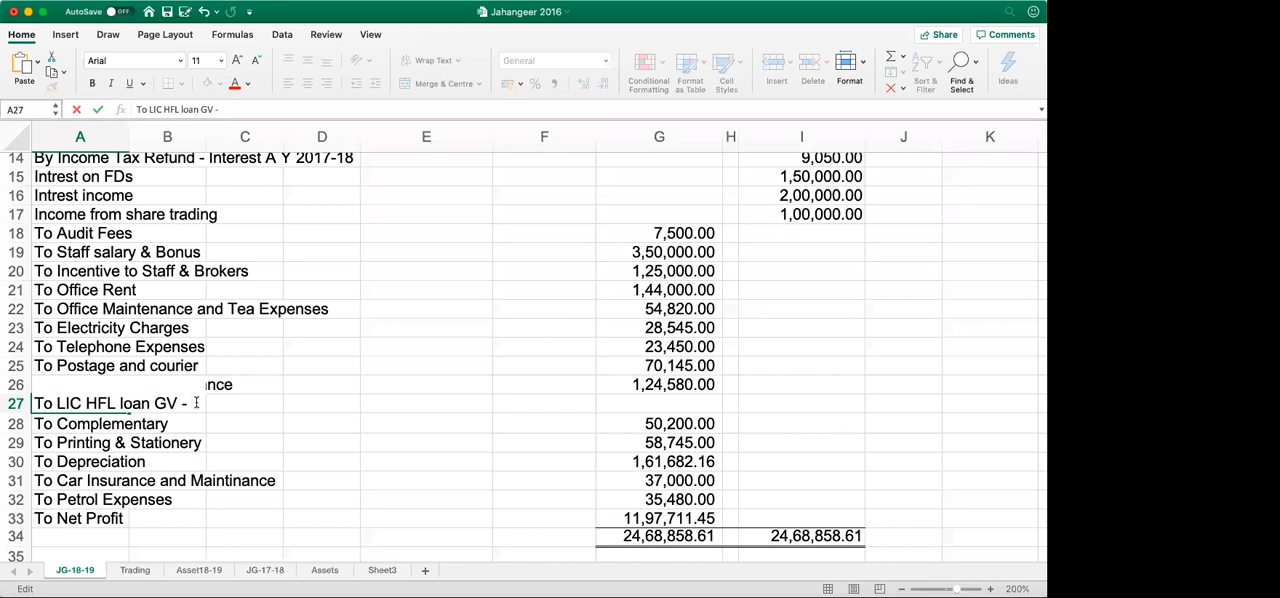 AutoSave OFF Jahangeer 2016
Home Insert Draw Page Layout Formulas Data Review View Share Comments
Paste Arial 11 B I U Wrap Text Merge & Centre General Conditional Formatting Format as Table Cell Styles Insert Delete Format Sort & Filter Find & Select Ideas
A27 fx To LIC HFL loan GV -
A B C D E F G H I J K
14 By Income Tax Refund - Interest A Y 2017-18 9,050.00
15 Intrest on FDs 1,50,000.00
16 Intrest income 2,00,000.00
17 Income from share trading 1,00,000.00
18 To Audit Fees 7,500.00
19 To Staff salary & Bonus 3,50,000.00
20 To Incentive to Staff & Brokers 1,25,000.00
21 To Office Rent 1,44,000.00
22 To Office Maintenance and Tea Expenses 54,820.00
23 To Electricity Charges 28,545.00
24 To Telephone Expenses 23,450.00
25 To Postage and courier 70,145.00
26 nce 1,24,580.00
27 To LIC HFL loan GV -
28 To Complementary 50,200.00
29 To Printing & Stationery 58,745.00
30 To Depreciation 1,61,682.16
31 To Car Insurance and Maintinance 37,000.00
32 To Petrol Expenses 35,480.00
33 To Net Profit 11,97,711.45
34 24,68,858.61 24,68,858.61
35
JG-18-19 Trading Asset18-19 JG-17-18 Assets Sheet3 +
Edit 200%